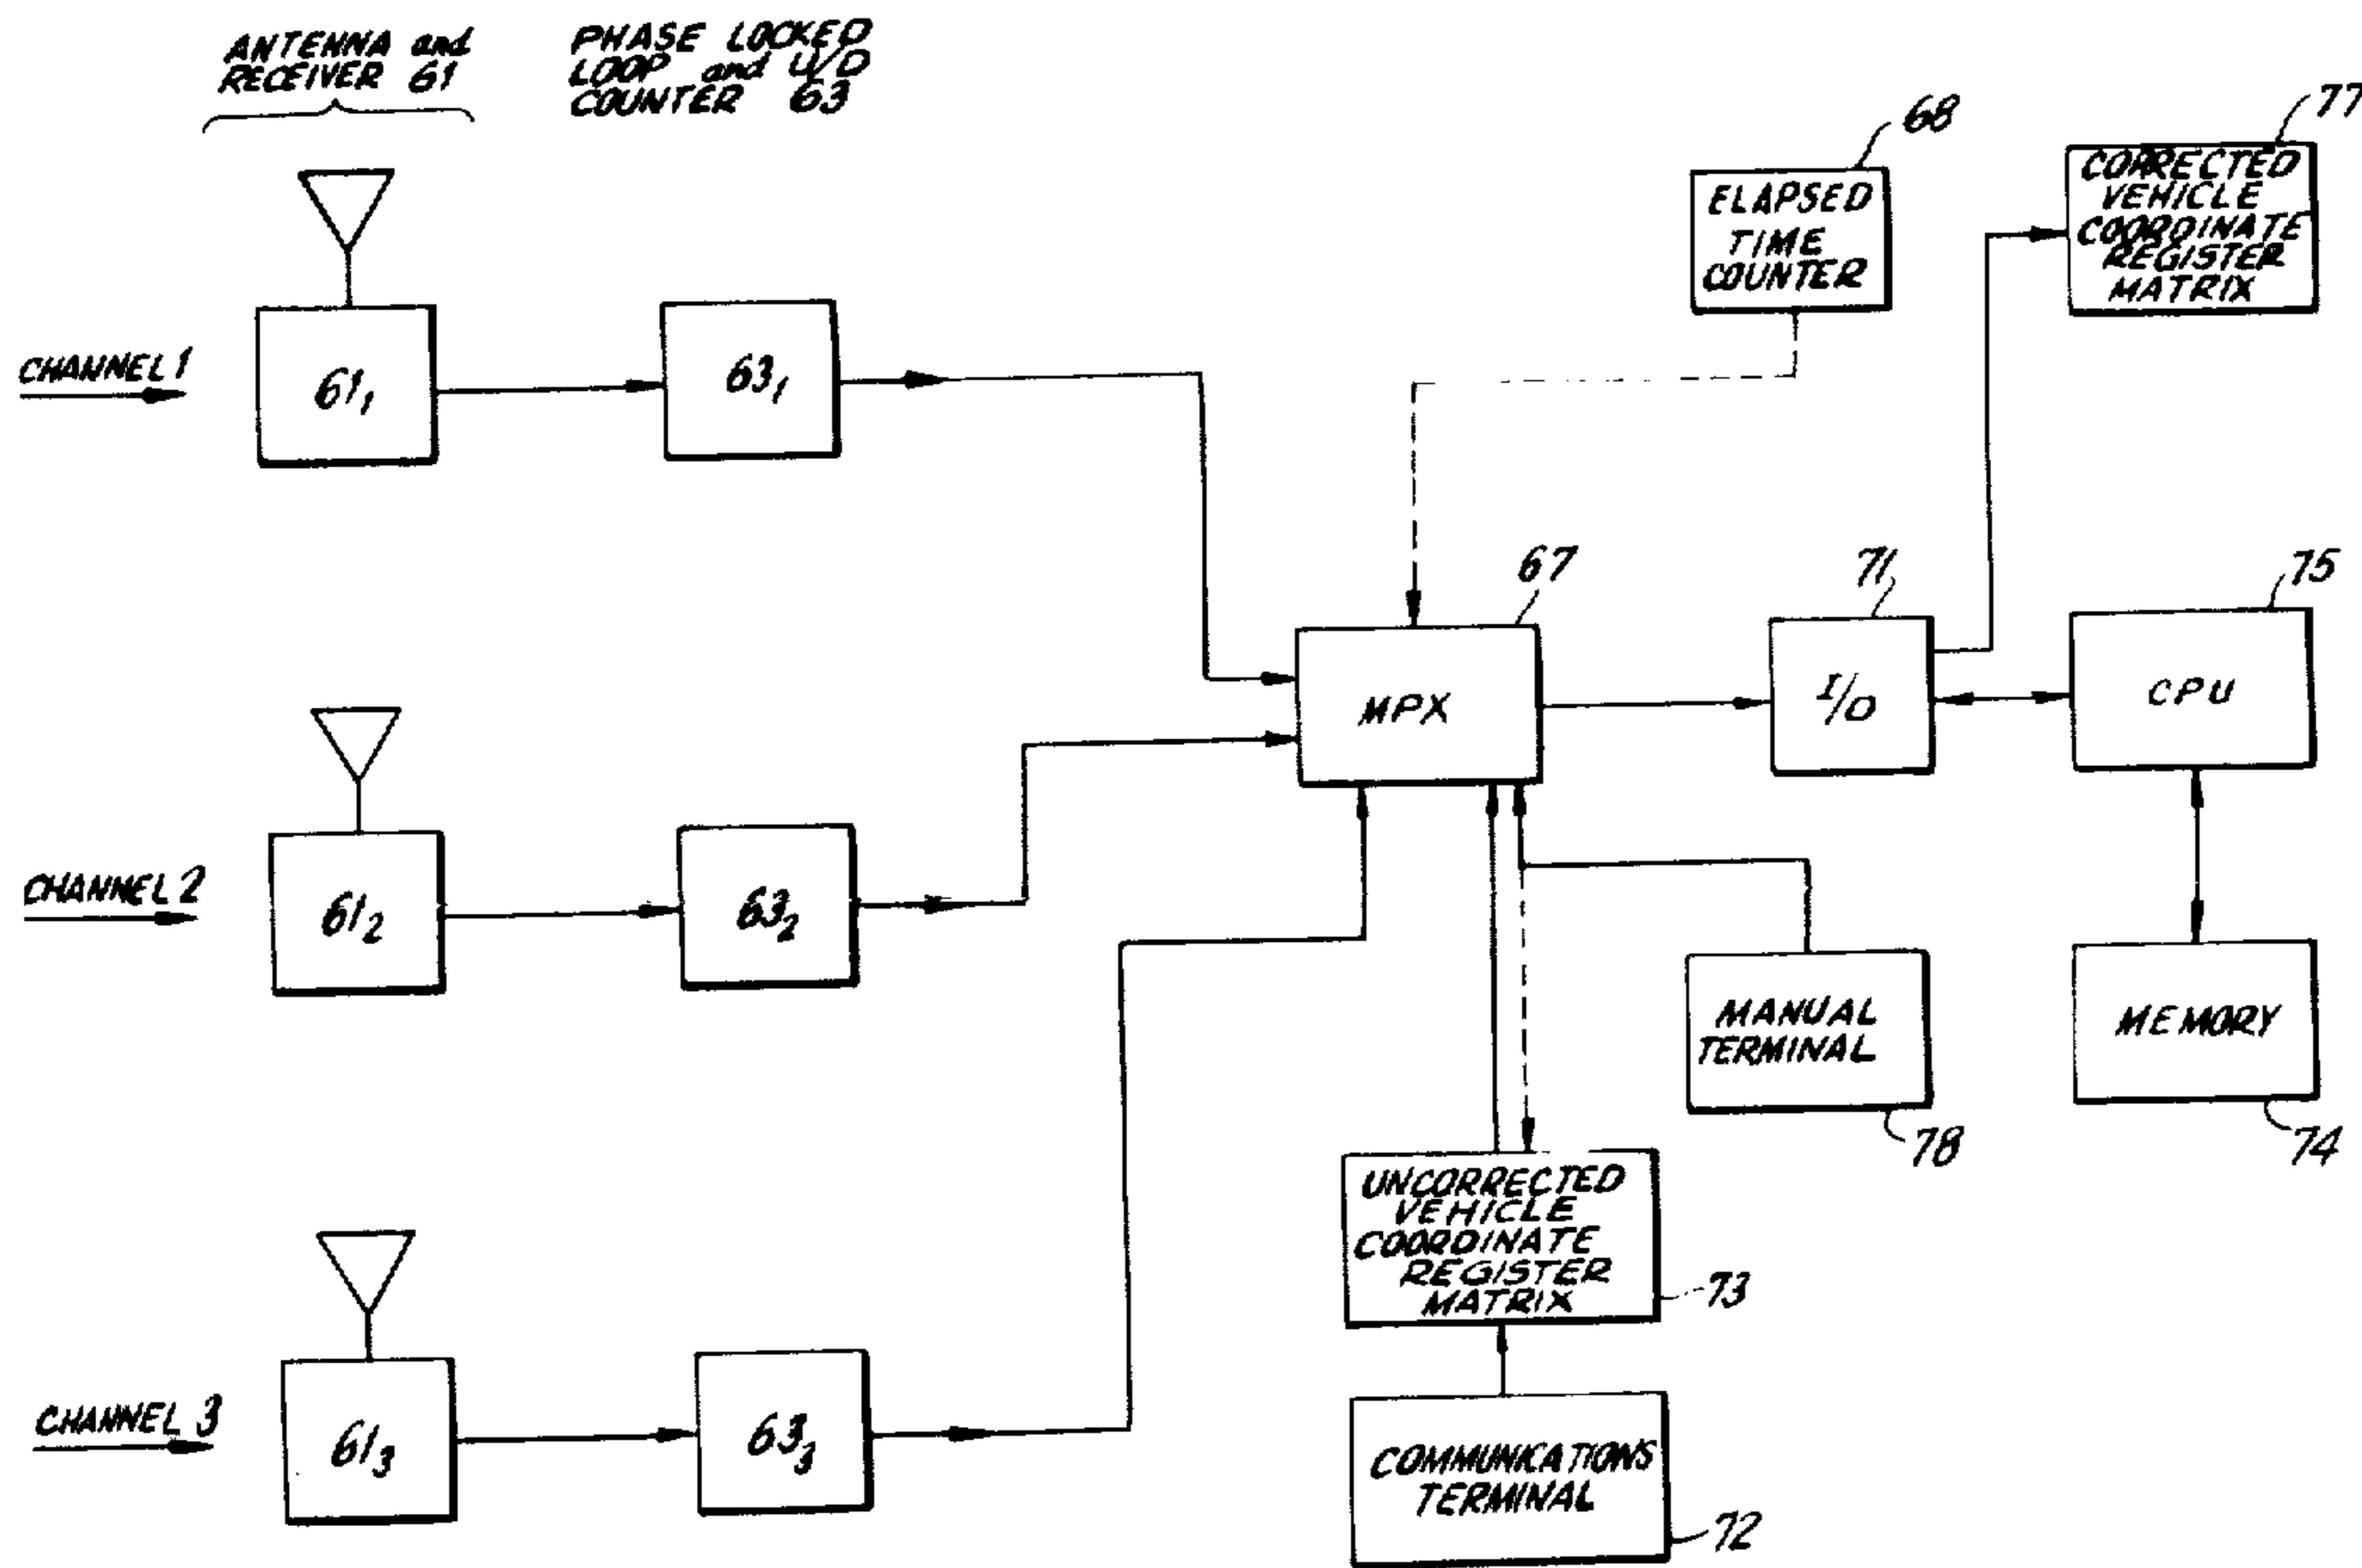 ANTENNA and
RECEIVER 61
PHASE LOCKED
LOOP and U/D
COUNTER 63
68
77
ELAPSED
TIME
COUNTER
CORRECTED
VEHICLE
COORDINATE
REGISTER
MATRIX
CHANNEL 1
61₁
63₁
67
71
75
MPX
I/O
CPU
CHANNEL 2
61₂
63₂
MANUAL
TERMINAL
78
MEMORY
74
UNCORRECTED
VEHICLE
COORDINATE
REGISTER
MATRIX
73
CHANNEL 3
61₃
63₃
COMMUNICATIONS
TERMINAL
72